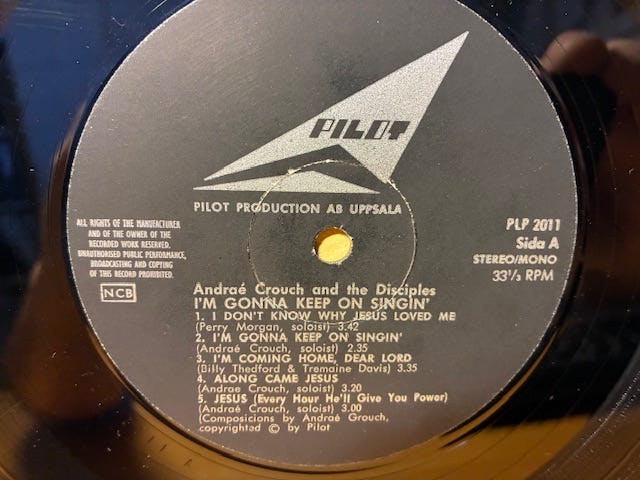 PILOT
PILOT PRODUCTION AB UPPSALA
ALL RIGHTS OF THE MANUFACTURER
AND OF THE OWNER OF THE
RECORDED WORK RESERVED.
UNAUTHORISED PUBLIC PERFORMANCE,
BROADCASTING AND COPYING
OF THIS RECORD PROHIBITED.
NCB
PLP 2011
Sida A
STEREO/MONO
33⅓ RPM
Andraé Crouch and the Disciples
I'M GONNA KEEP ON SINGIN'
1. I DON'T KNOW WHY JESUS LOVED ME
(Perry Morgan, soloist) 3.42
2. I'M GONNA KEEP ON SINGIN'
(Andraé Crouch, soloist) 2.35
3. I'M COMING HOME, DEAR LORD
(Billy Thedford & Tremaine Davis) 3.35
4. ALONG CAME JESUS
(Andrae Crouch, soloist) 3.20
5. JESUS (Every Hour He'll Give You Power)
(Andraé Crouch, soloist) 3.00
(Composicions by Andraé Grouch,
copyrighted © by Pilot